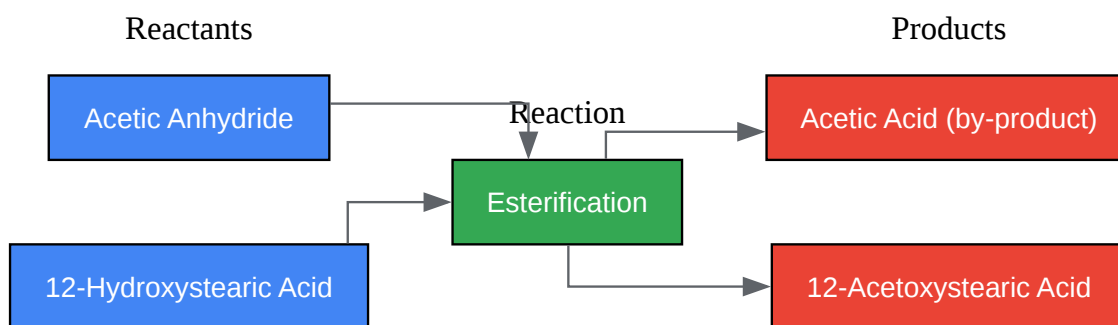 Reactants
Products
Acetic Anhydride
Reaction
Acetic Acid (by-product)
Esterification
12-Hydroxystearic Acid
12-Acetoxystearic Acid